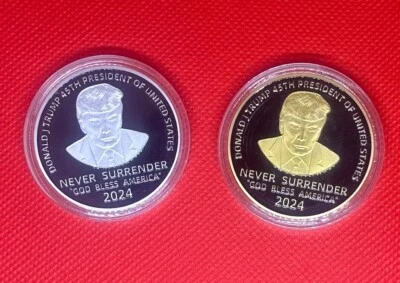 DONALD J TRUMP 45TH PRESIDENT OF UNITED STATES
NEVER SURRENDER
"GOD BLESS AMERICA"
2024
DONALD J TRUMP 45TH PRESIDENT OF UNITED STATES
NEVER SURRENDER
"GOD BLESS AMERICA"
2024